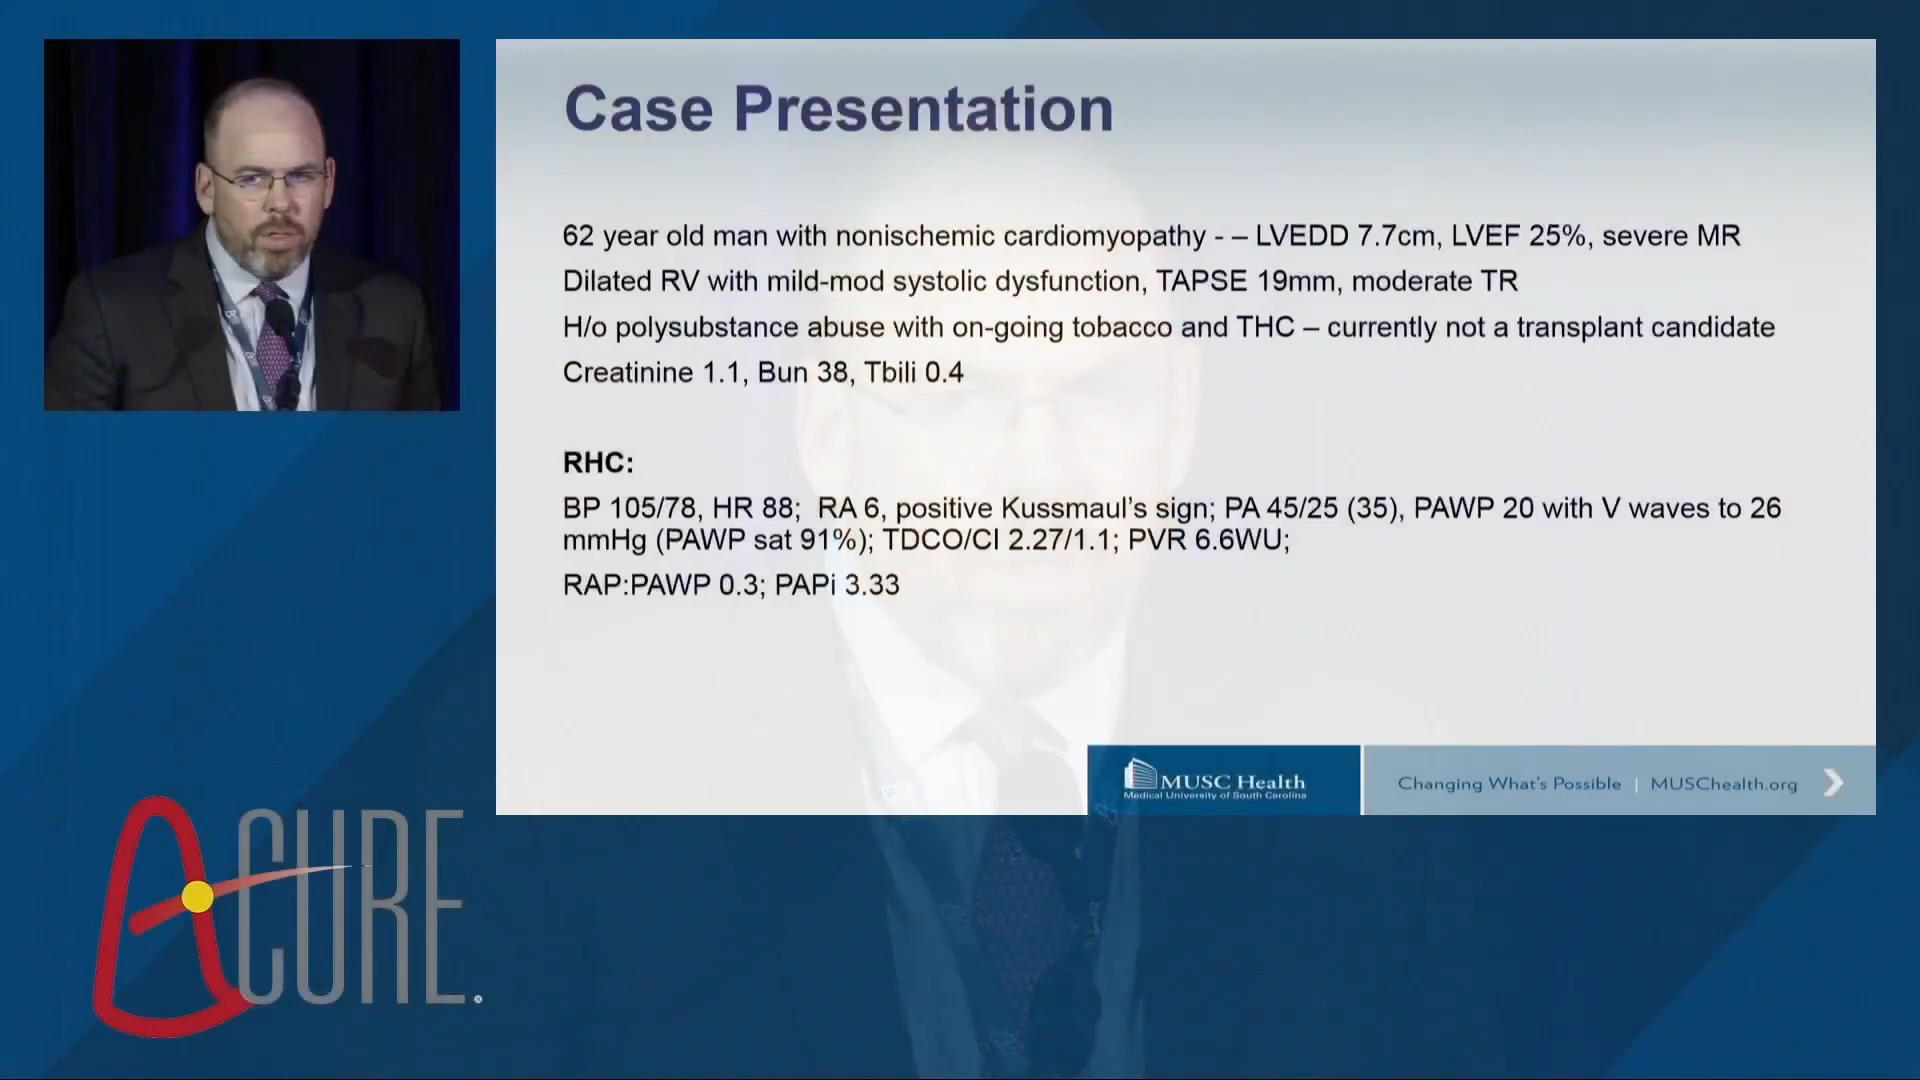 Case Presentation
62 year old man with nonischemic cardiomyopathy - – LVEDD 7.7cm, LVEF 25%, severe MR
Dilated RV with mild-mod systolic dysfunction, TAPSE 19mm, moderate TR
H/o polysubstance abuse with on-going tobacco and THC – currently not a transplant candidate
Creatinine 1.1, Bun 38, Tbili 0.4
RHC:
BP 105/78, HR 88;  RA 6, positive Kussmaul’s sign; PA 45/25 (35), PAWP 20 with V waves to 26
mmHg (PAWP sat 91%); TDCO/CI 2.27/1.1; PVR 6.6WU;
RAP:PAWP 0.3; PAPi 3.33
MUSC Health
Medical University of South Carolina
Changing What’s Possible | MUSChealth.org
ACURE.